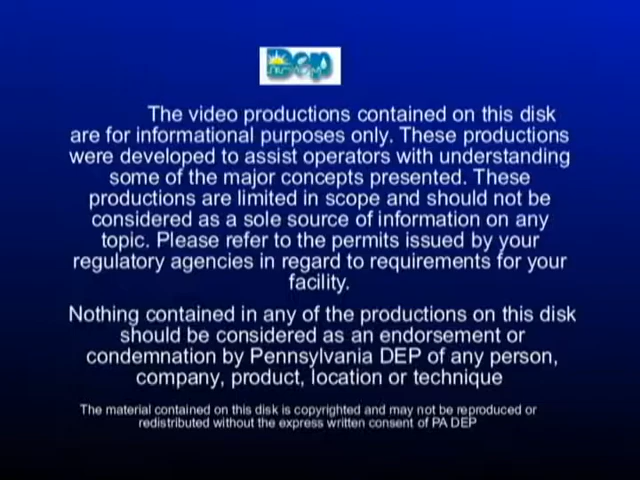 Dep
The video productions contained on this disk
are for informational purposes only. These productions
were developed to assist operators with understanding
some of the major concepts presented. These
productions are limited in scope and should not be
considered as a sole source of information on any
topic. Please refer to the permits issued by your
regulatory agencies in regard to requirements for your
facility.
Nothing contained in any of the productions on this disk
should be considered as an endorsement or
condemnation by Pennsylvania DEP of any person,
company, product, location or technique
The material contained on this disk is copyrighted and may not be reproduced or
redistributed without the express written consent of PA DEP